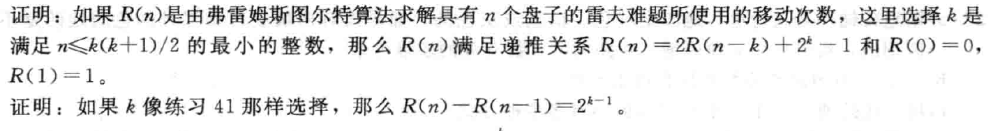 证明：如果 R(n)是由弗雷姆斯图尔特算法求解具有 n 个盘子的雷夫难题所使用的移动次数，这里选择 k 是
满足 n≤k(k+1)/2 的最小的整数，那么 R(n)满足递推关系 R(n)=2R(n-k)+2^k-1 和 R(0)=0，
R(1)=1。
证明：如果 k 像练习 41 那样选择，那么 R(n)-R(n-1)=2^{k-1}。